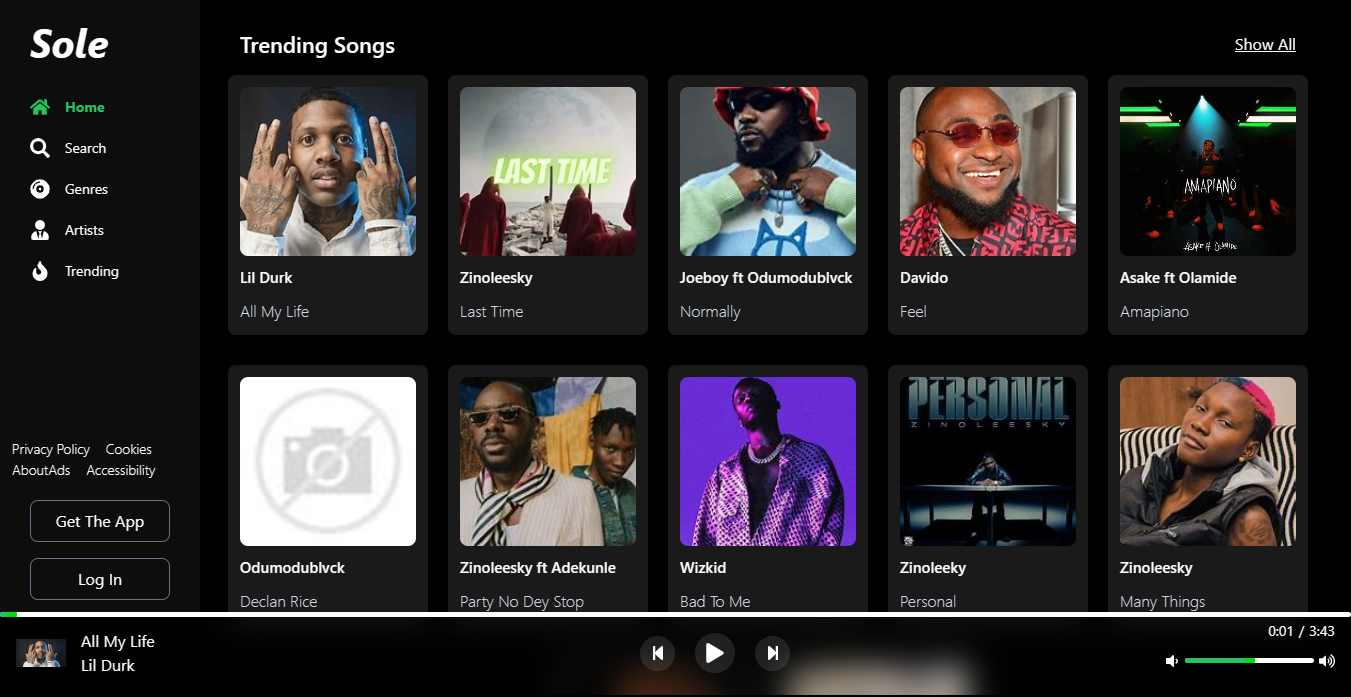 Sole
Home
Search
Genres
Artists
Trending
Privacy Policy Cookies
AboutAds Accessibility
Get The App
Log In
Trending Songs
Show All
Lil Durk
All My Life
LAST TIME
Zinoleesky
Last Time
Joeboy ft Odumodublvck
Normally
Davido
Feel
AMAPIANO
ASAKE ft Olamide
Asake ft Olamide
Amapiano
Odumodublvck
Declan Rice
Zinoleesky ft Adekunle
Party No Dey Stop
Wizkid
Bad To Me
PERSONAL
ZINOLEESKY
Zinoleeky
Personal
Zinoleesky
Many Things
All My Life
Lil Durk
0:01 / 3:43